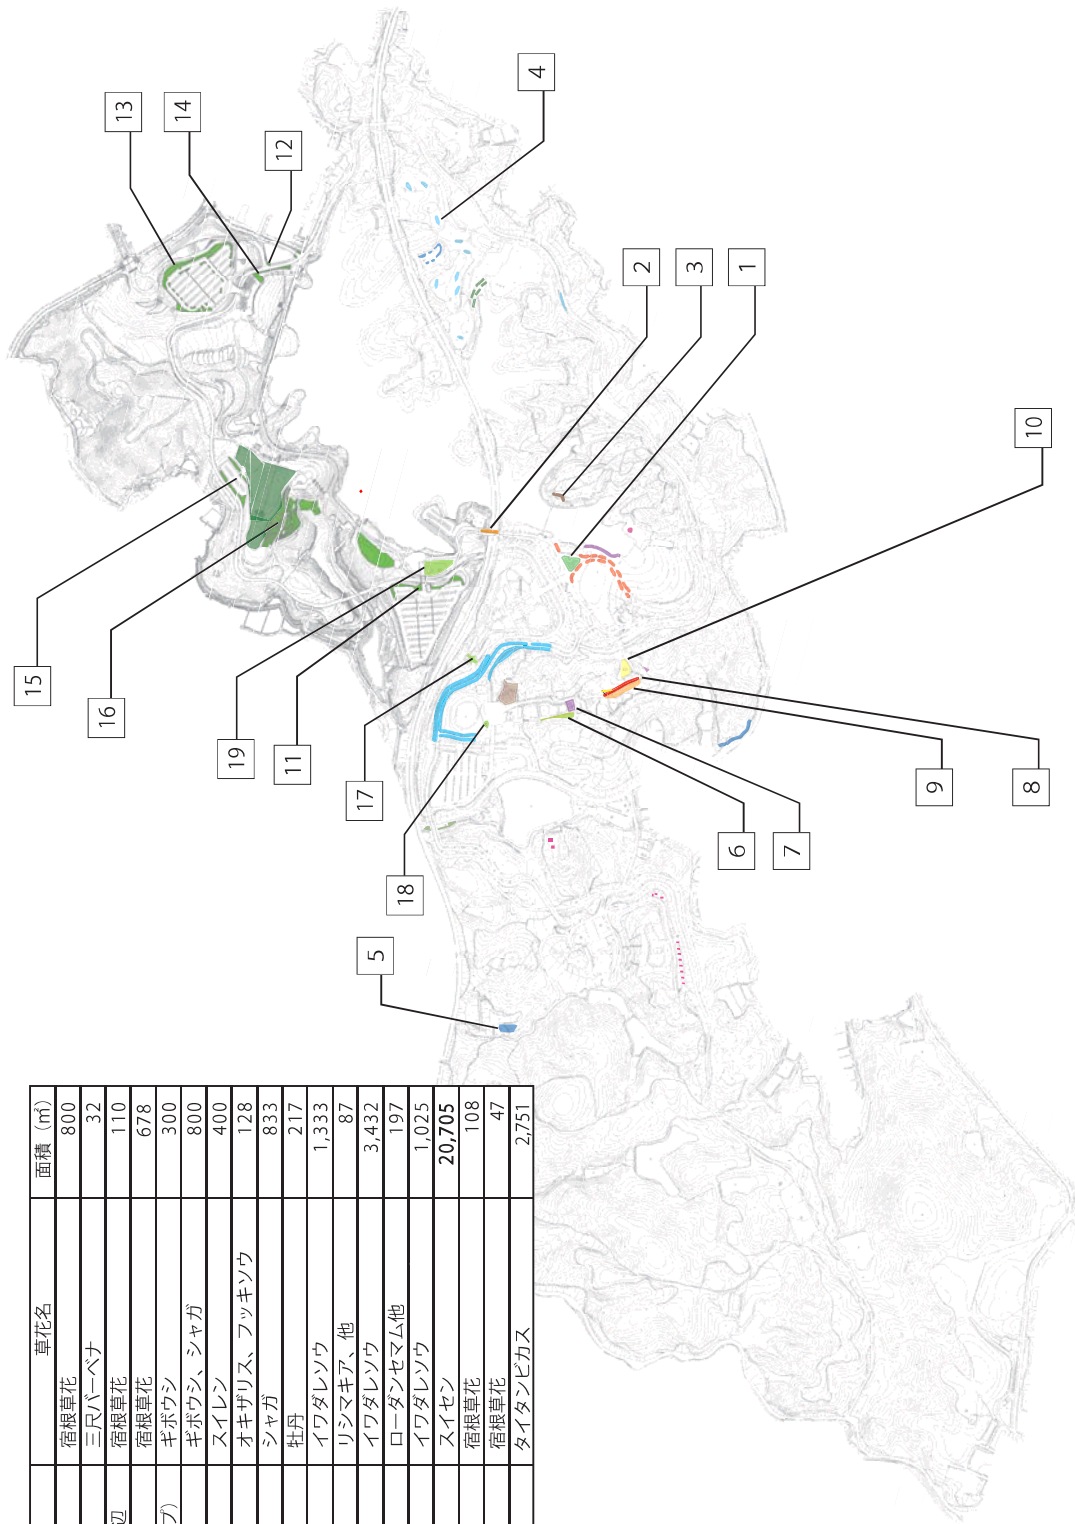 草花名 面積 (㎡)
宿根草花 800
三尺バーベナ 32
辺 宿根草花 110
宿根草花 678
プ) ギボウシ 300
ギボウシ、シャガ 800
スイレン 400
オキザリス、フッキソウ 128
シャガ 833
牡丹 217
イワダレソウ 1,333
リシマキア、他 87
イワダレソウ 3,432
ローダンセマム他 197
イワダレソウ 1,025
スイセン 20,705
宿根草花 108
宿根草花 47
タイタンビカス 2,751
15
16
19
11
17
18
5
13
14
12
4
2
3
1
10
6
7
9
8